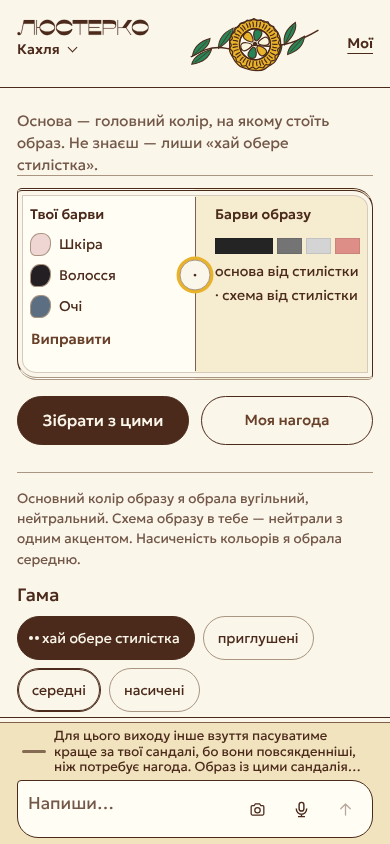 ЛЮСТЕРКО
Кахля
Мої
Основа — головний колір, на якому стоїть
образ. Не знаєш — лиши «хай обере
стилістка».
Твої барви
Шкіра
Волосся
Очі
Виправити
Барви образу
основа від стилістки
· схема від стилістки
Зібрати з цими
Моя нагода
Основний колір образу я обрала вугільний,
нейтральний. Схема образу в тебе — нейтрали з
одним акцентом. Насиченість кольорів я обрала
середню.
Гама
•• хай обере стилістка
приглушені
середні
насичені
Для цього виходу інше взуття пасуватиме
краще за твої сандалі, бо вони повсякденніші,
ніж потребує нагода. Образ із цими сандалія...
Напиши...